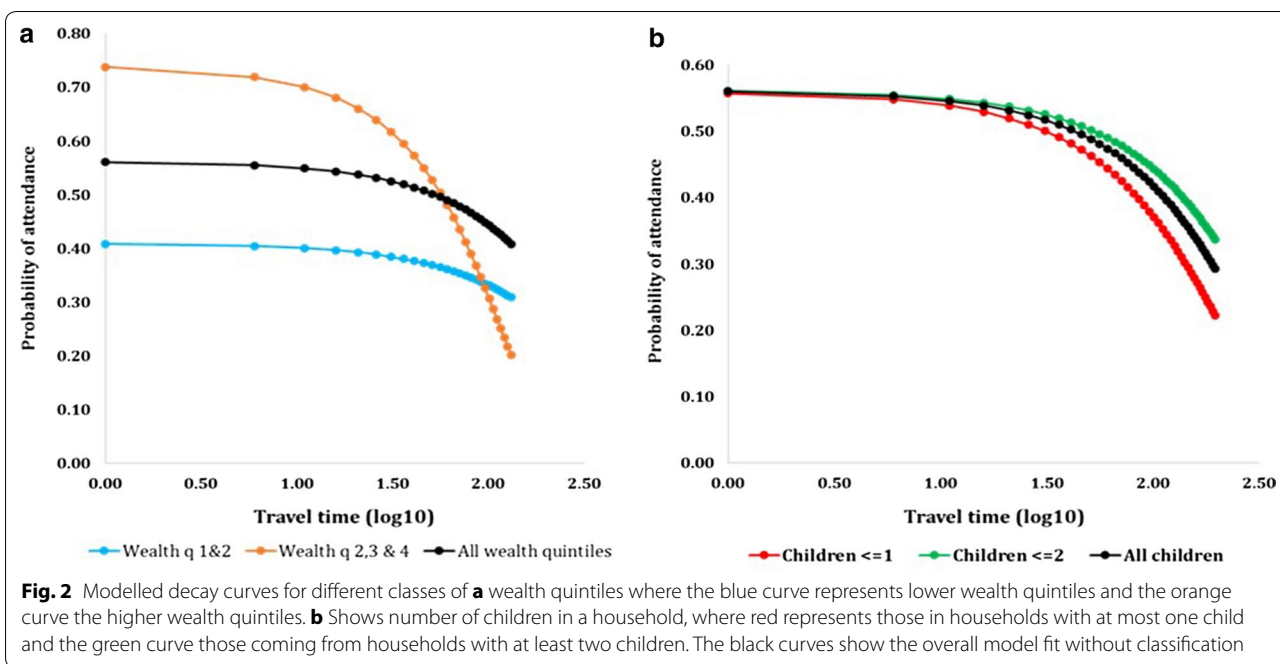 a
0.80
0.70
0.60
0.50
0.40
0.30
0.20
0.10
0.00
Probability of attendance
0.00 0.50 1.00 1.50 2.00 2.50
Travel time (log10)
Wealth q 1&2 Wealth q 2,3 & 4 All wealth quintiles
b
0.60
0.50
0.40
0.30
0.20
0.10
0.00
Probability of attendance
0.00 0.50 1.00 1.50 2.00 2.50
Travel time (log10)
Children <=1 Children <=2 All children
Fig. 2 Modelled decay curves for different classes of a wealth quintiles where the blue curve represents lower wealth quintiles and the orange
curve the higher wealth quintiles. b Shows number of children in a household, where red represents those in households with at most one child
and the green curve those coming from households with at least two children. The black curves show the overall model fit without classification